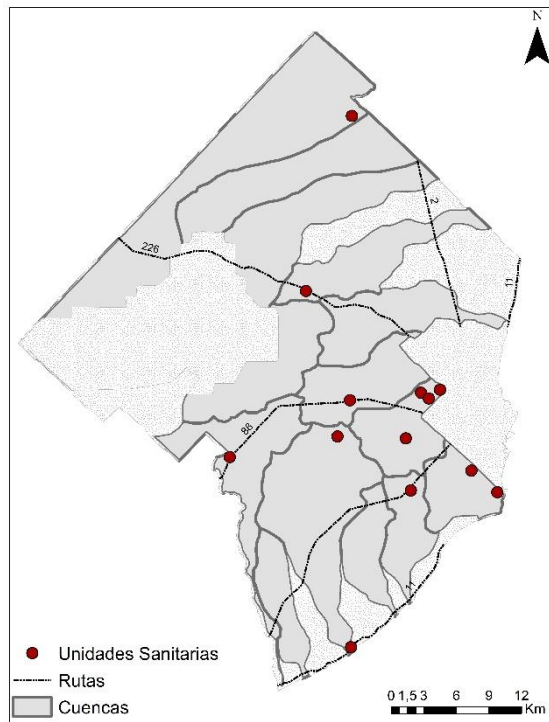 N
2
226
11
88
11
Unidades Sanitarias
Rutas
Cuencas
0 1,5 3 6 9 12
Km